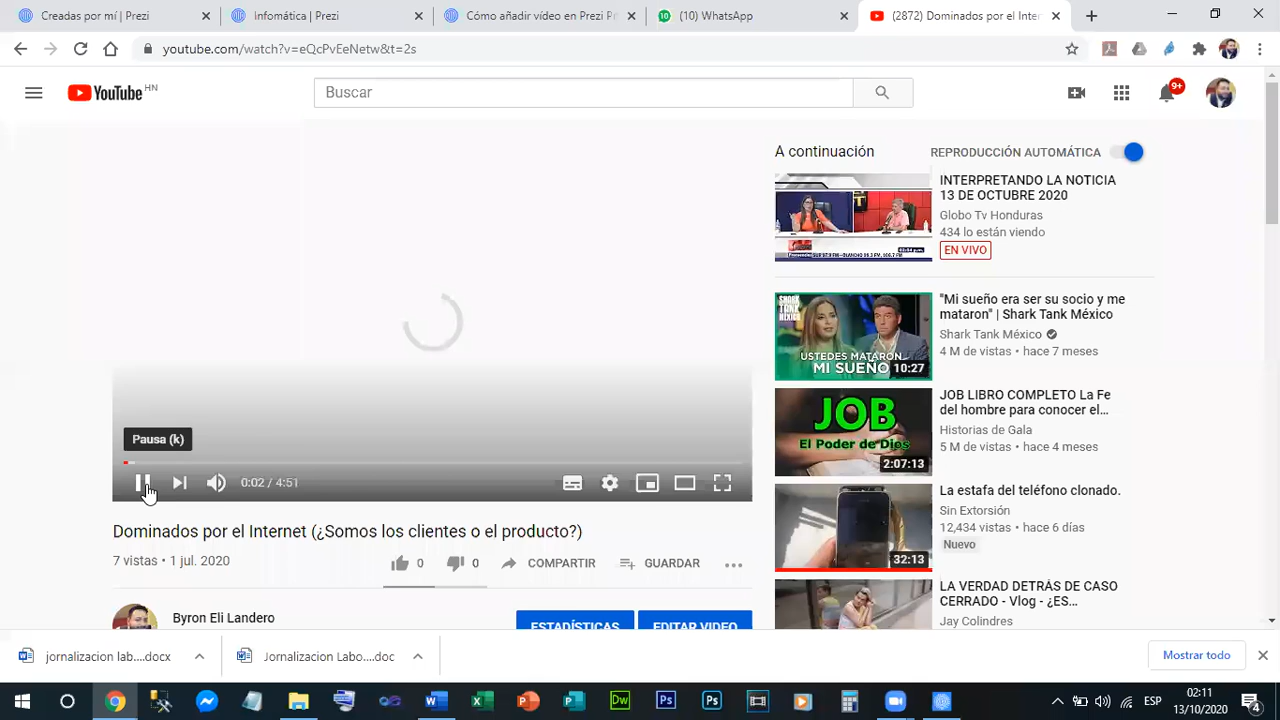 Creadas por mí | Prezi
Infomática | Prezi
Cómo añadir vídeo en Prezi P
(10) WhatsApp
(2872) Dominados por el Inter
youtube.com/watch?v=eQcPvEeNetw&t=2s
YouTube HN
Buscar
9+
A continuación
REPRODUCCIÓN AUTOMÁTICA
INTERPRETANDO LA NOTICIA
13 DE OCTUBRE 2020
Globo Tv Honduras
434 lo están viendo
EN VIVO
SHARK TANK MÉXICO
USTEDES MATARON
MI SUEÑO
10:27
"Mi sueño era ser su socio y me
mataron" | Shark Tank México
Shark Tank México
4 M de vistas • hace 7 meses
JOB
El Poder de Dios
2:07:13
JOB LIBRO COMPLETO La Fe
del hombre para conocer el...
Historias de Gala
5 M de vistas • hace 4 meses
32:13
La estafa del teléfono clonado.
Sin Extorsión
12,434 vistas • hace 6 días
Nuevo
LA VERDAD DETRÁS DE CASO
CERRADO - Vlog - ¿ES...
Jay Colindres
Pausa (k)
0:02 / 4:51
Dominados por el Internet (¿Somos los clientes o el producto?)
7 vistas • 1 jul. 2020
0
0
COMPARTIR
GUARDAR
Byron Eli Landero
ESTADÍSTICAS
EDITAR VIDEO
jornalizacion lab....docx
Jornalizacion Labo....doc
Mostrar todo
ESP
02:11
13/10/2020
4